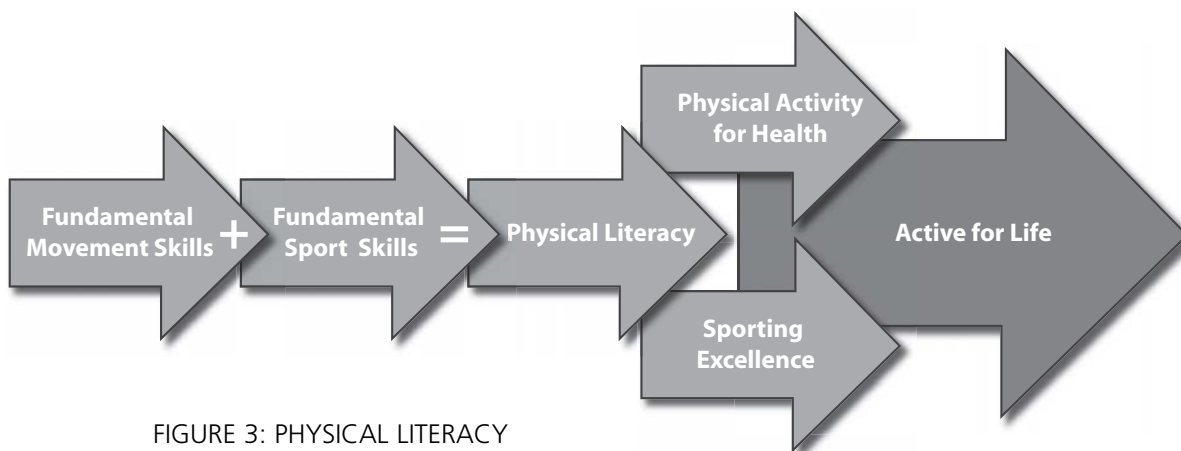 Fundamental
Movement Skills
+
Fundamental
Sport Skills
=
Physical Literacy
Physical Activity
for Health
Sporting
Excellence
Active for Life
FIGURE 3: PHYSICAL LITERACY